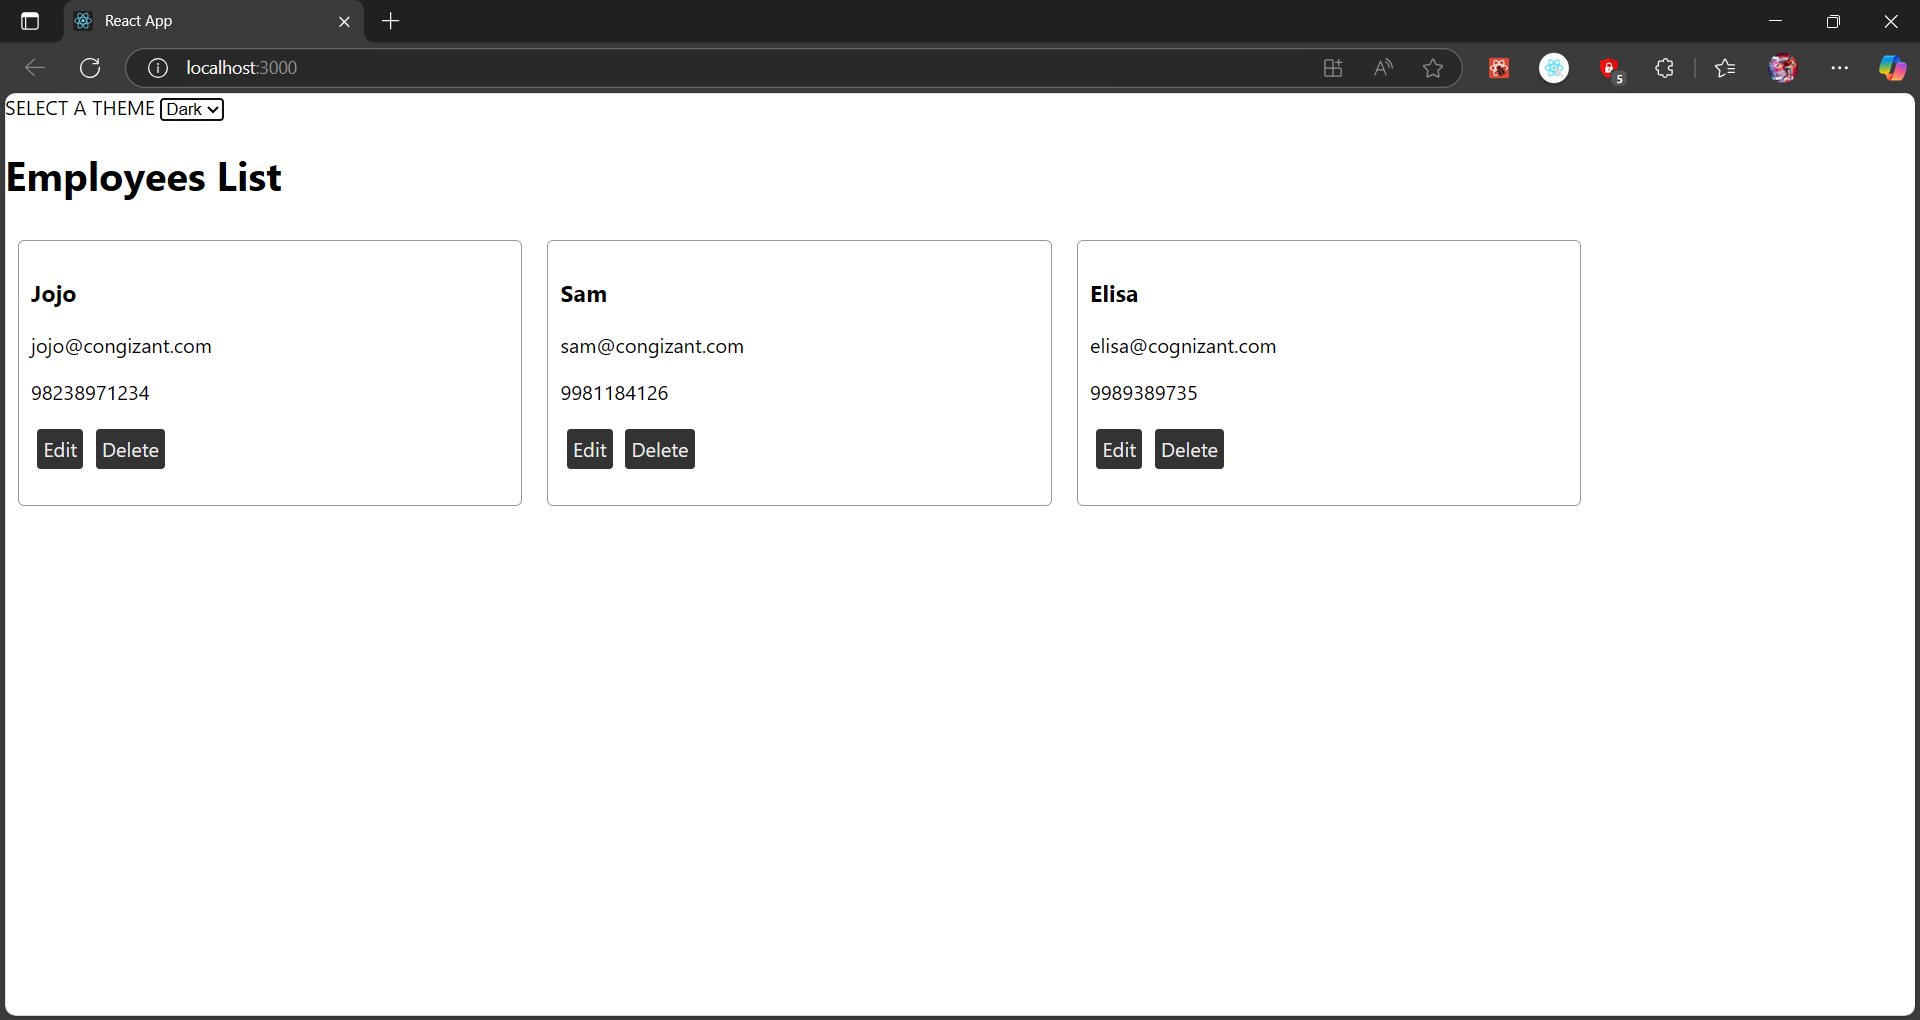 React App
localhost:3000
5
SELECT A THEME Dark
Employees List
Jojo
jojo@congizant.com
98238971234
Edit Delete
Sam
sam@congizant.com
9981184126
Edit Delete
Elisa
elisa@cognizant.com
9989389735
Edit Delete